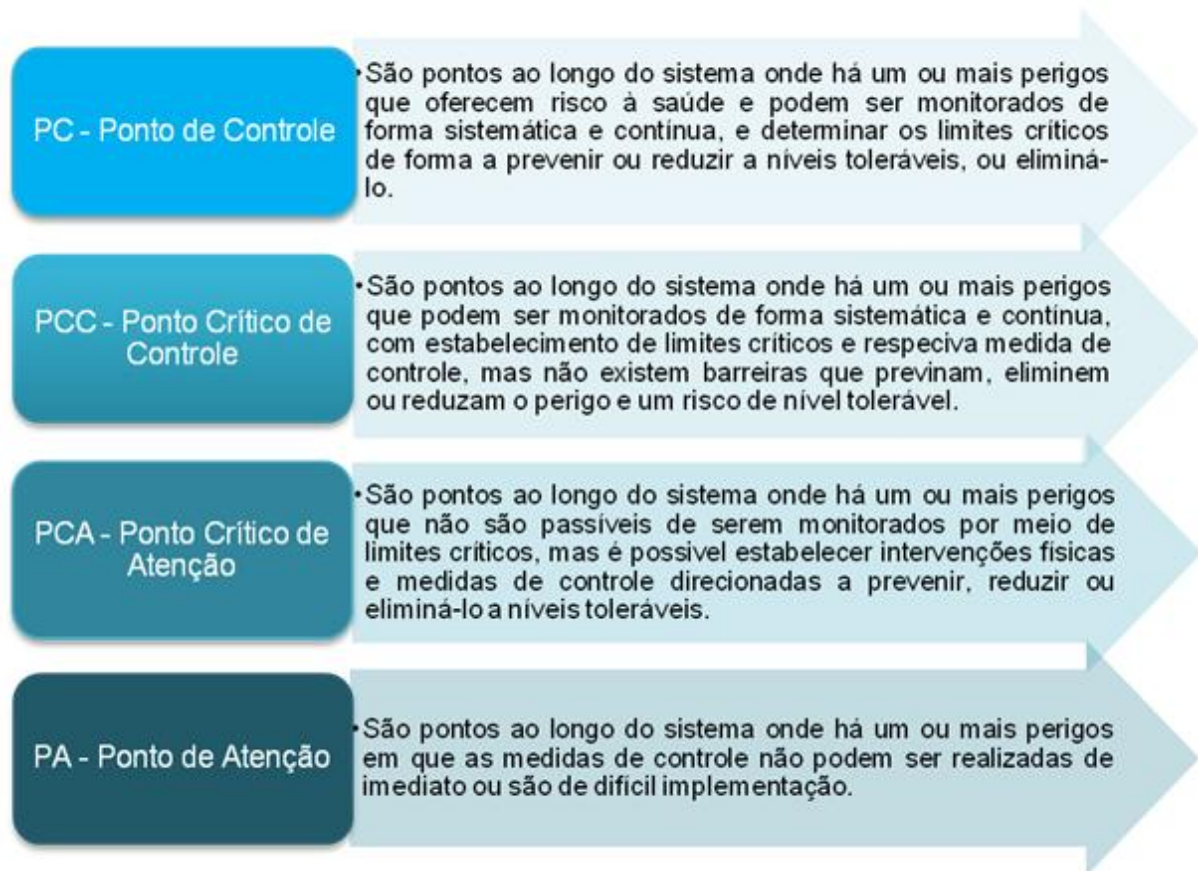 PC - Ponto de Controle
•São pontos ao longo do sistema onde há um ou mais perigos
que oferecem risco à saúde e podem ser monitorados de
forma sistemática e contínua, e determinar os limites críticos
de forma a prevenir ou reduzir a níveis toleráveis, ou eliminá-
lo.
PCC - Ponto Crítico de
Controle
•São pontos ao longo do sistema onde há um ou mais perigos
que podem ser monitorados de forma sistemática e contínua,
com estabelecimento de limites críticos e respeciva medida de
controle, mas não existem barreiras que previnam, eliminem
ou reduzam o perigo e um risco de nível tolerável.
PCA - Ponto Crítico de
Atenção
•São pontos ao longo do sistema onde há um ou mais perigos
que não são passíveis de serem monitorados por meio de
limites críticos, mas é possivel estabelecer intervenções físicas
e medidas de controle direcionadas a prevenir, reduzir ou
eliminá-lo a níveis toleráveis.
PA - Ponto de Atenção
•São pontos ao longo do sistema onde há um ou mais perigos
em que as medidas de controle não podem ser realizadas de
imediato ou são de difícil implementação.